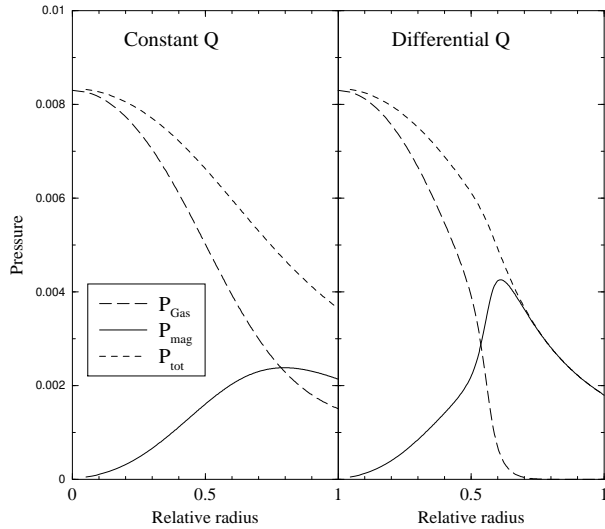 Constant Q
Differential Q
0.01
0.008
0.006
0.004
0.002
0
Pressure
P_Gas
P_mag
P_tot
0 0.5 1 0.5 1
Relative radius
Relative radius